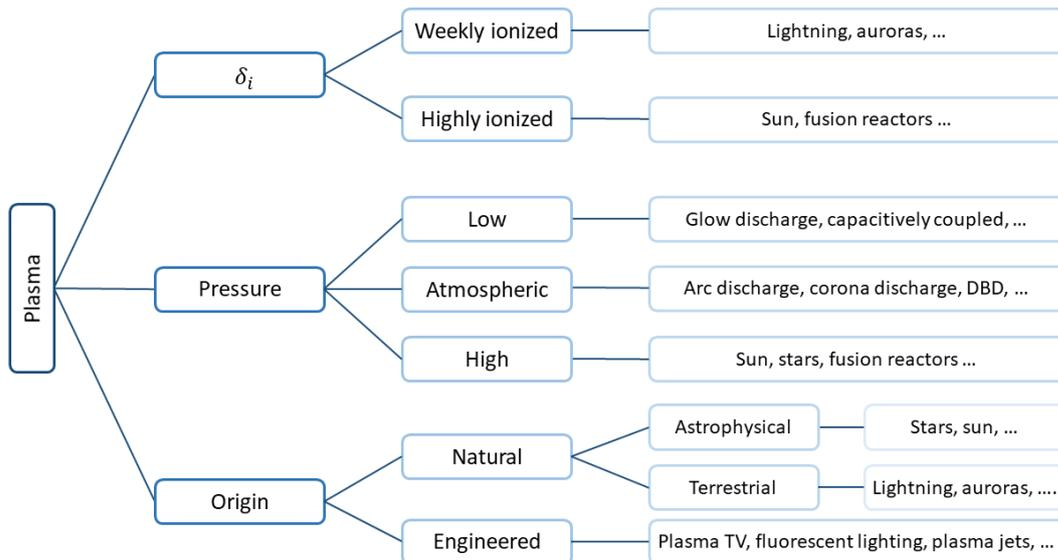 Plasma
δi
Weekly ionized
Lightning, auroras, ...
Highly ionized
Sun, fusion reactors ...
Pressure
Low
Glow discharge, capacitively coupled, ...
Atmospheric
Arc discharge, corona discharge, DBD, ...
High
Sun, stars, fusion reactors ...
Origin
Natural
Astrophysical
Stars, sun, ...
Terrestrial
Lightning, auroras, ....
Engineered
Plasma TV, fluorescent lighting, plasma jets, ...